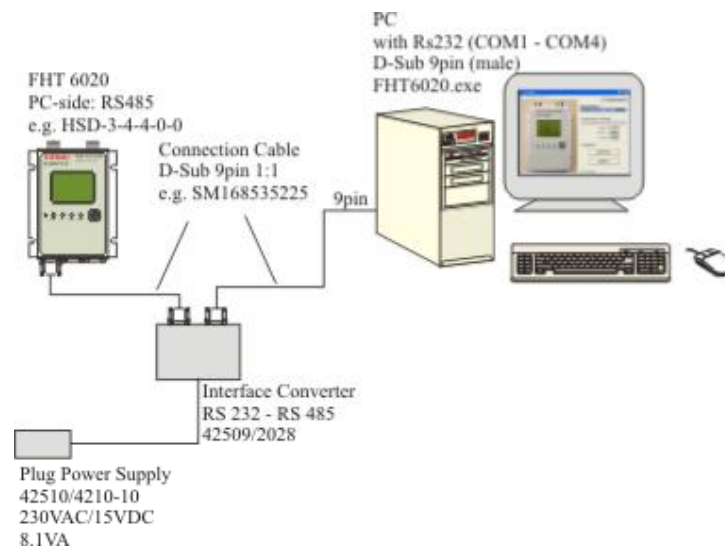 PC
with Rs232 (COM1 - COM4)
D-Sub 9pin (male)
FHT6020.exe
FHT 6020
PC-side: RS485
e.g. HSD-3-4-4-0-0
Connection Cable
D-Sub 9pin 1:1
e.g. SM168535225
9pin
Interface Converter
RS 232 - RS 485
42509/2028
Plug Power Supply
42510/4210-10
230VAC/15VDC
8.1VA